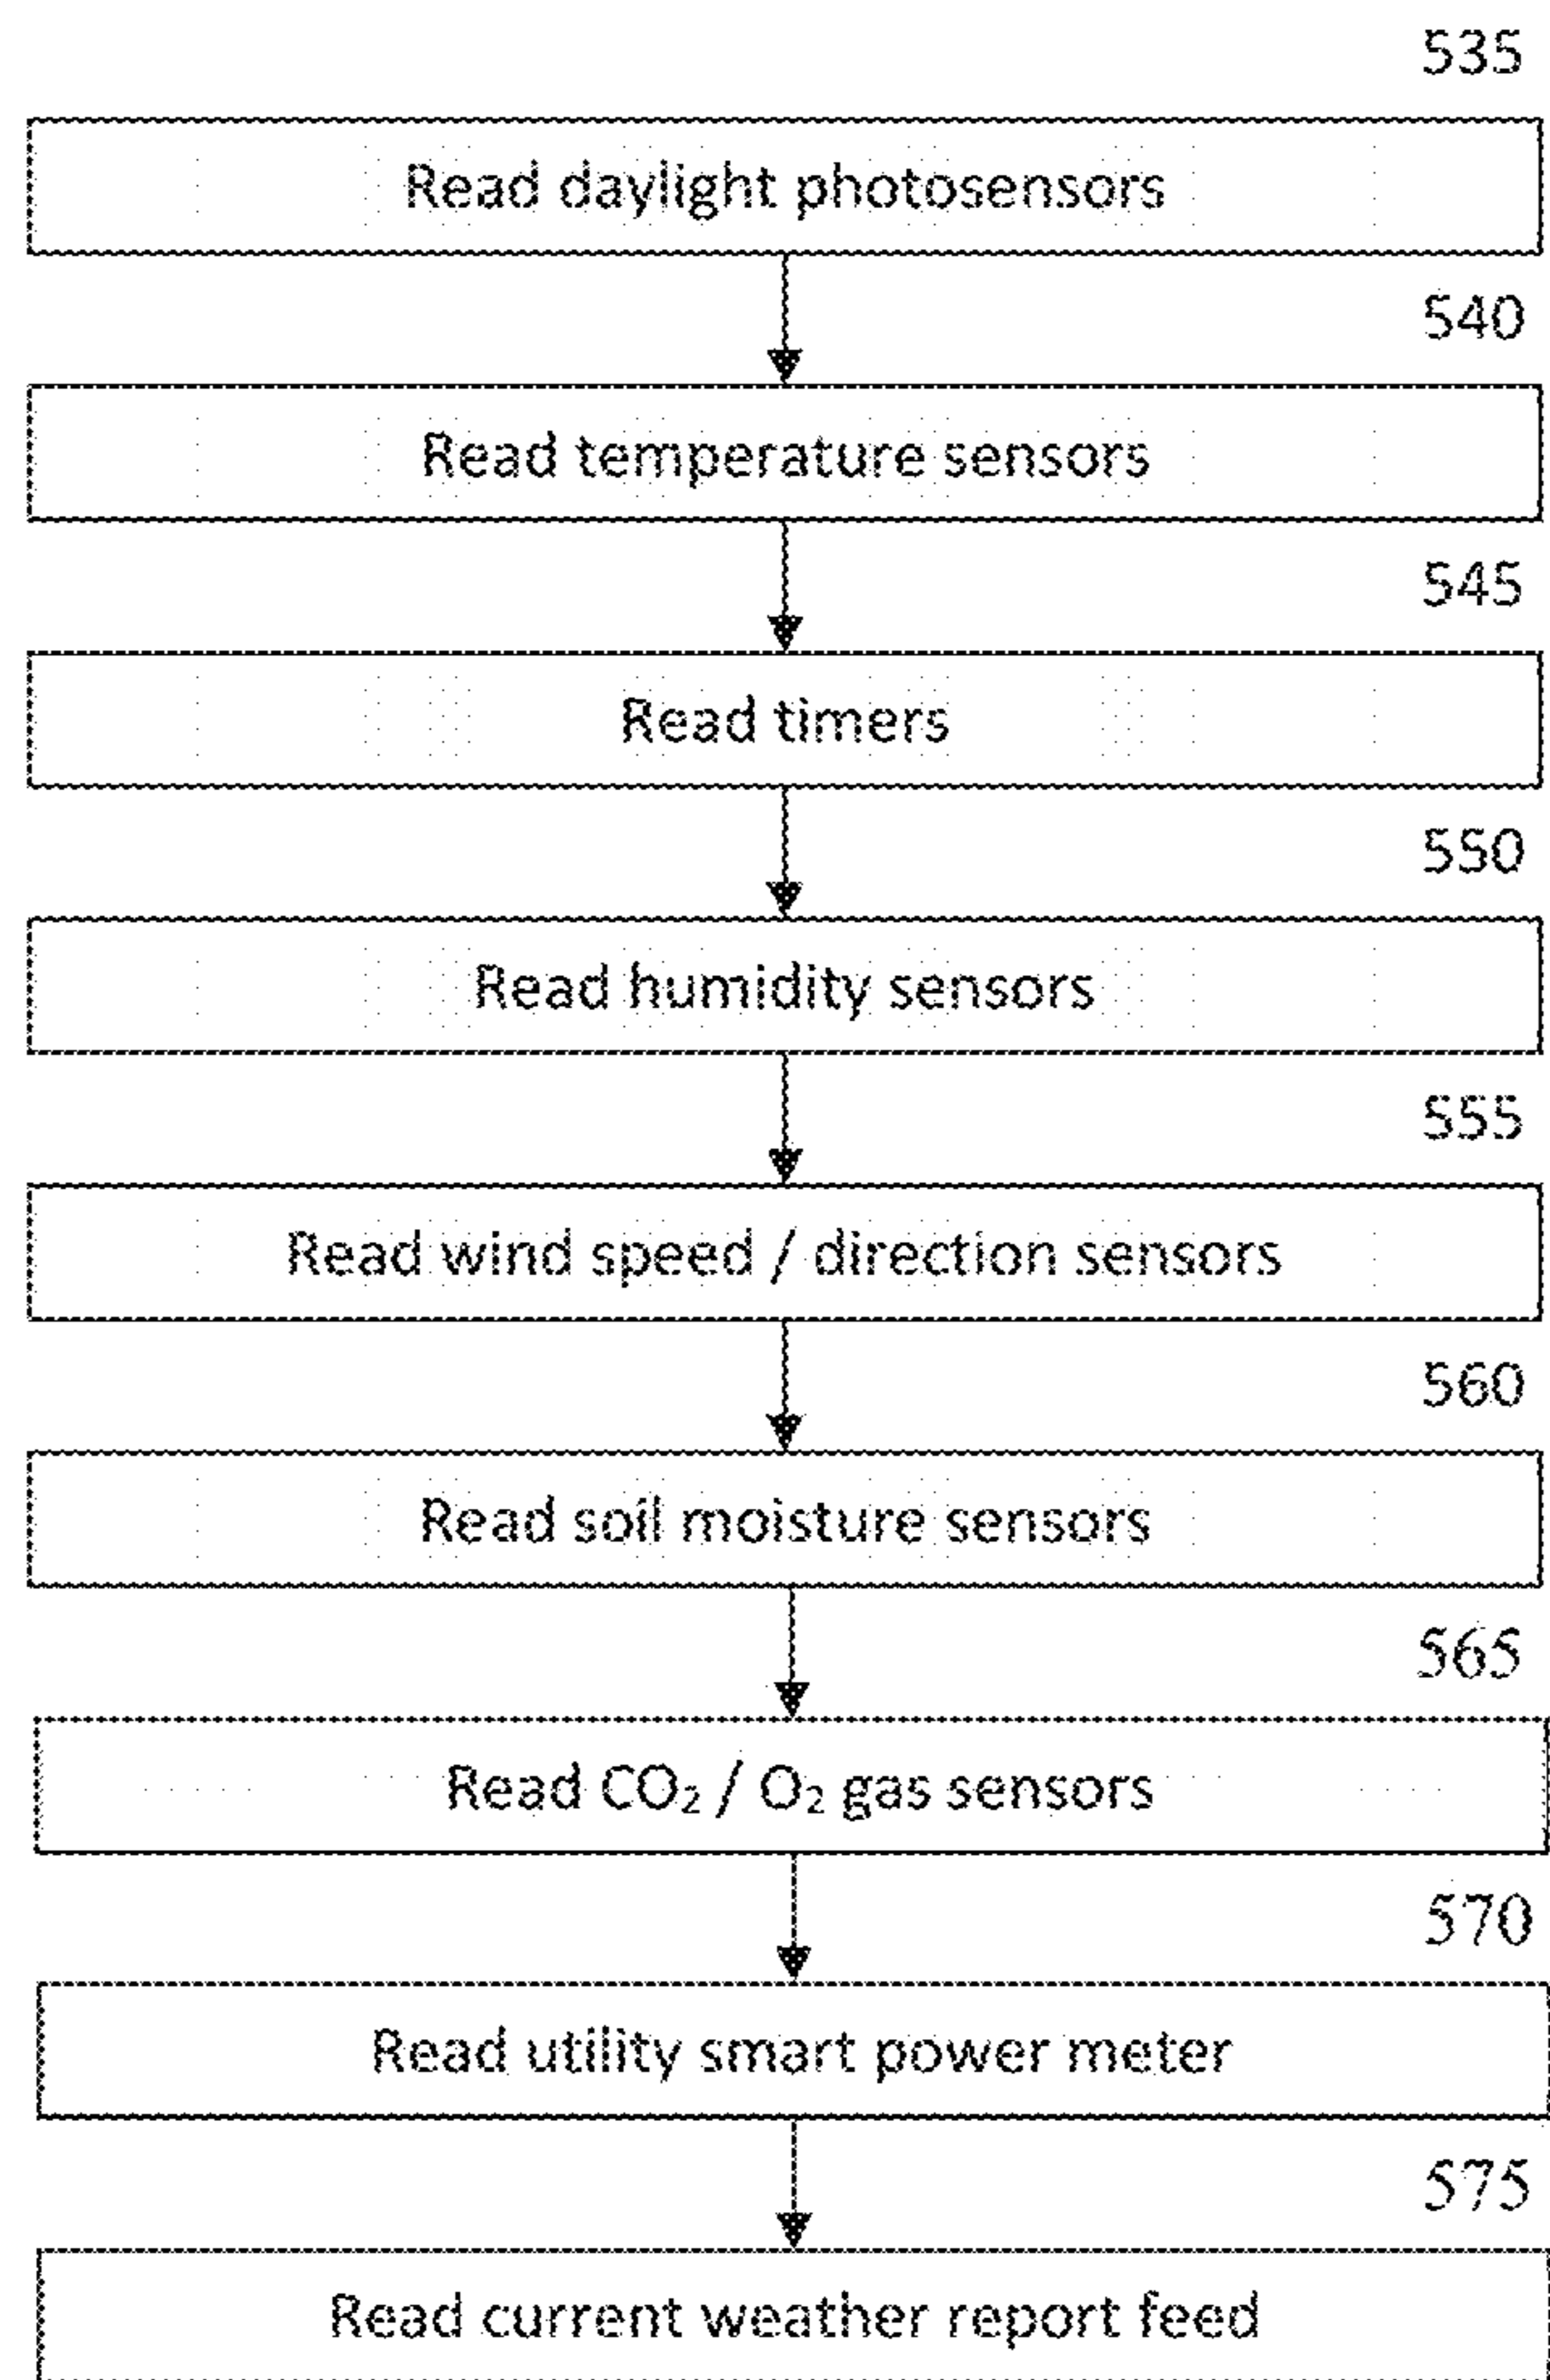 535
Read daylight photosensors
540
Read temperature sensors
545
Read timers
550
Read humidity sensors
555
Read wind speed / direction sensors
560
Read soil moisture sensors
565
Read CO₂ / O₂ gas sensors
570
Read utility smart power meter
575
Read current weather report feed